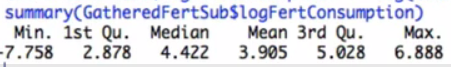 summary(GatheredFertSub$logFertConsumption)
Min. 1st Qu. Median Mean 3rd Qu. Max.
-7.758 2.878 4.422 3.905 5.028 6.888